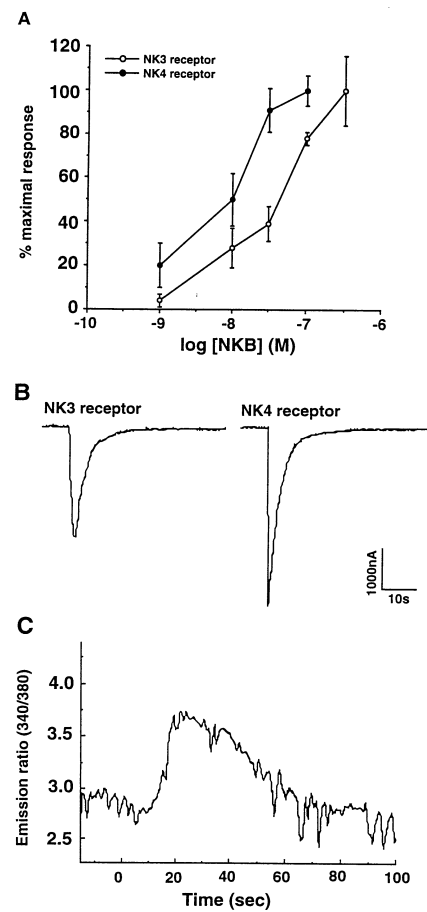 A
NK3 receptor
NK4 receptor
% maximal response
120
100
80
60
40
20
0
-10
-9
-8
-7
-6
log [NKB] (M)
B
NK3 receptor
NK4 receptor
1000nA
10s
C
Emission ratio (340/380)
4.0
3.5
3.0
2.5
0
20
40
60
80
100
Time (sec)